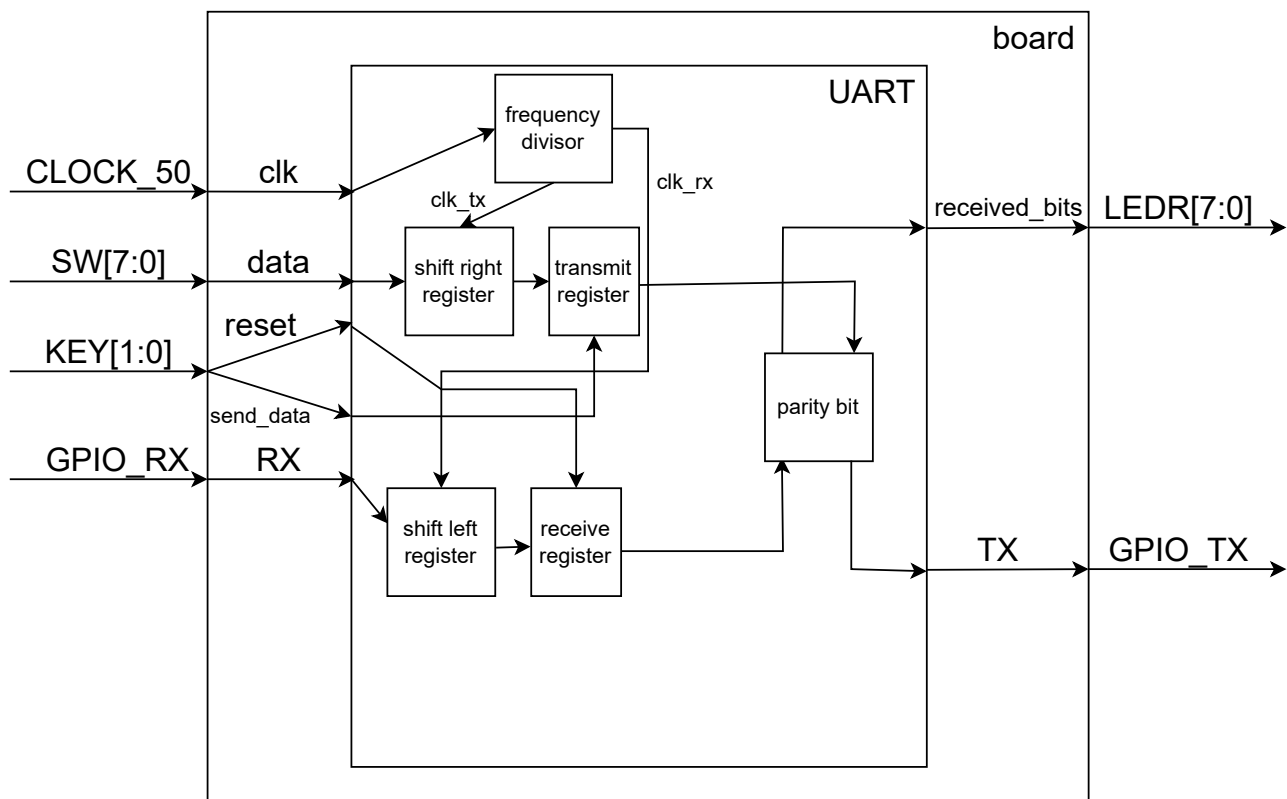 board
UART
frequency
divisor
CLOCK_50
clk
clk_rx
clk_tx
received_bits
LEDR[7:0]
SW[7:0]
data
shift right
register
transmit
register
reset
KEY[1:0]
send_data
parity bit
GPIO_RX
RX
shift left
register
receive
register
TX
GPIO_TX